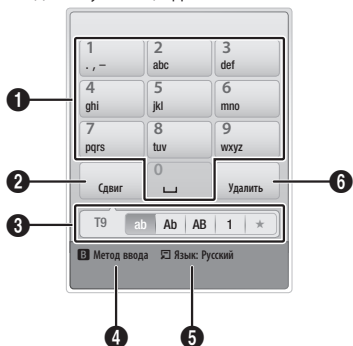 1 2 3
. , – abc def
4 5 6
ghi jkl mno
7 8 9
pqrs tuv wxyz
0
Сдвиг ␣ Удалить
T9 ab Ab AB 1 ★
B Метод ввода Язык: Русский
1
2
3
4
5
6